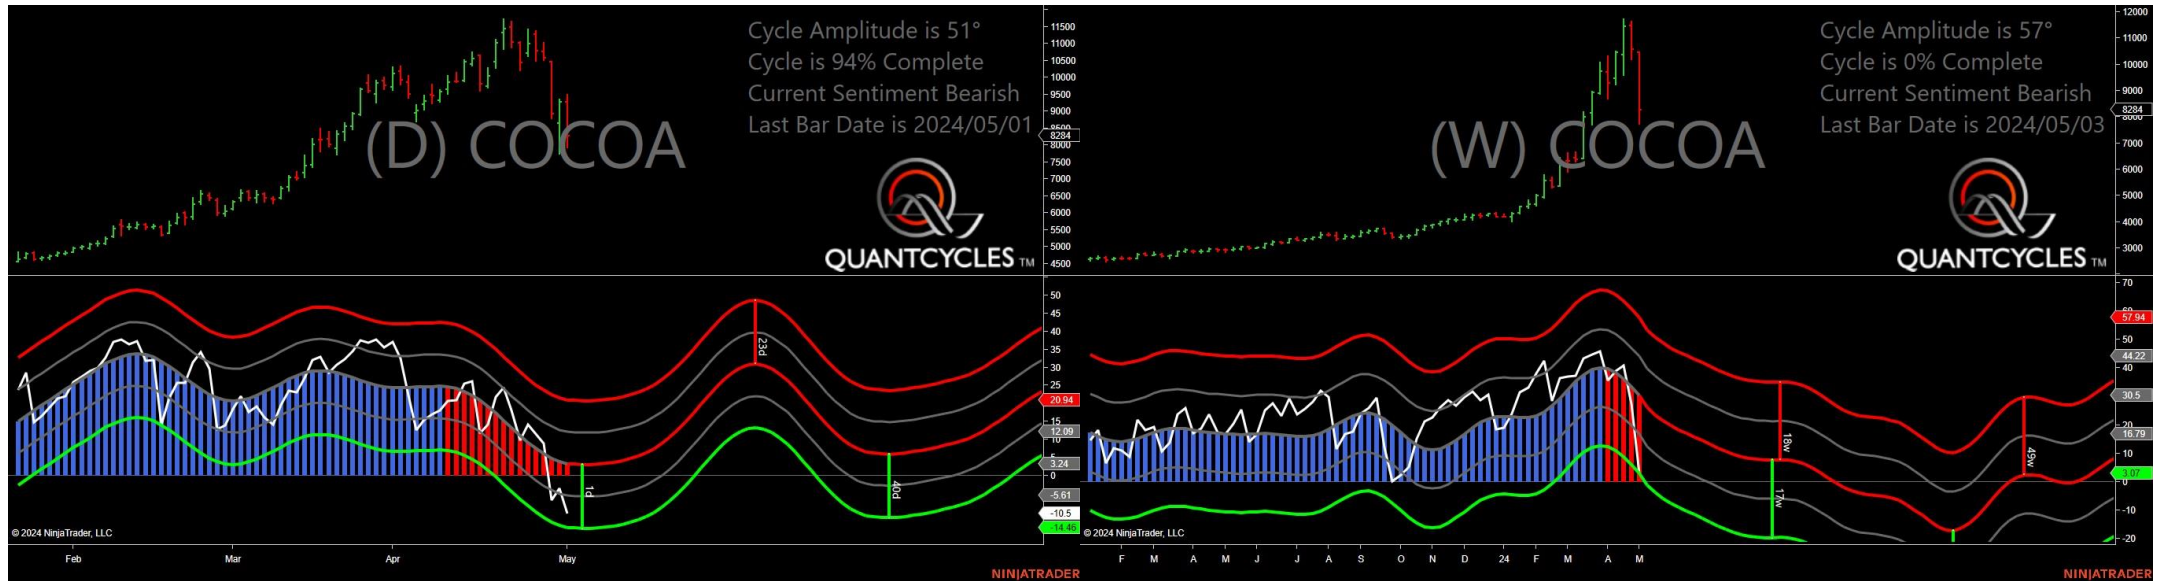 Cycle Amplitude is 51°
Cycle is 94% Complete
Current Sentiment Bearish
Last Bar Date is 2024/05/01
(D) COCOA
QUANTCYCLES TM
11500
11000
10500
10000
9500
9000
8500
8284
8000
7500
7000
6500
6000
5500
5000
4500
50
45
40
35
30
25
20.94
15
12.09
10
5
3.24
0
-5.61
-10.5
-14.46
23d
1d
40d
© 2024 NinjaTrader, LLC
Feb
Mar
Apr
May
NINJATRADER
Cycle Amplitude is 57°
Cycle is 0% Complete
Current Sentiment Bearish
Last Bar Date is 2024/05/03
(W) COCOA
QUANTCYCLES TM
12000
11000
10000
9000
8284
8000
7000
6000
5000
4000
3000
70
57.94
50
44.22
40
30.5
20
16.79
10
3.07
0
-10
-20
18w
17w
49w
© 2024 NinjaTrader, LLC
F
M
A
M
J
J
A
S
O
N
D
24
F
M
A
M
NINJATRADER